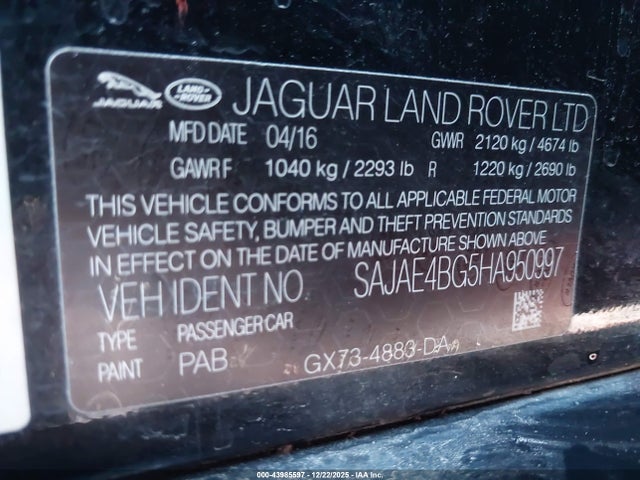 JAGUAR LAND-ROVER JAGUAR LAND ROVER LTD
MFD DATE 04/16 GWR 2120 kg / 4674 lb
GAWR F 1040 kg / 2293 lb R 1220 kg / 2690 lb
THIS VEHICLE CONFORMS TO ALL APPLICABLE FEDERAL MOTOR
VEHICLE SAFETY, BUMPER AND THEFT PREVENTION STANDARDS
IN EFFECT ON THE DATE OF MANUFACTURE SHOWN ABOVE
VEH IDENT NO SAJAE4BG5HA950997
TYPE PASSENGER CAR
PAINT PAB GX73-4883-DA
000-43985597 | 12/22/2025 - IAA Inc.